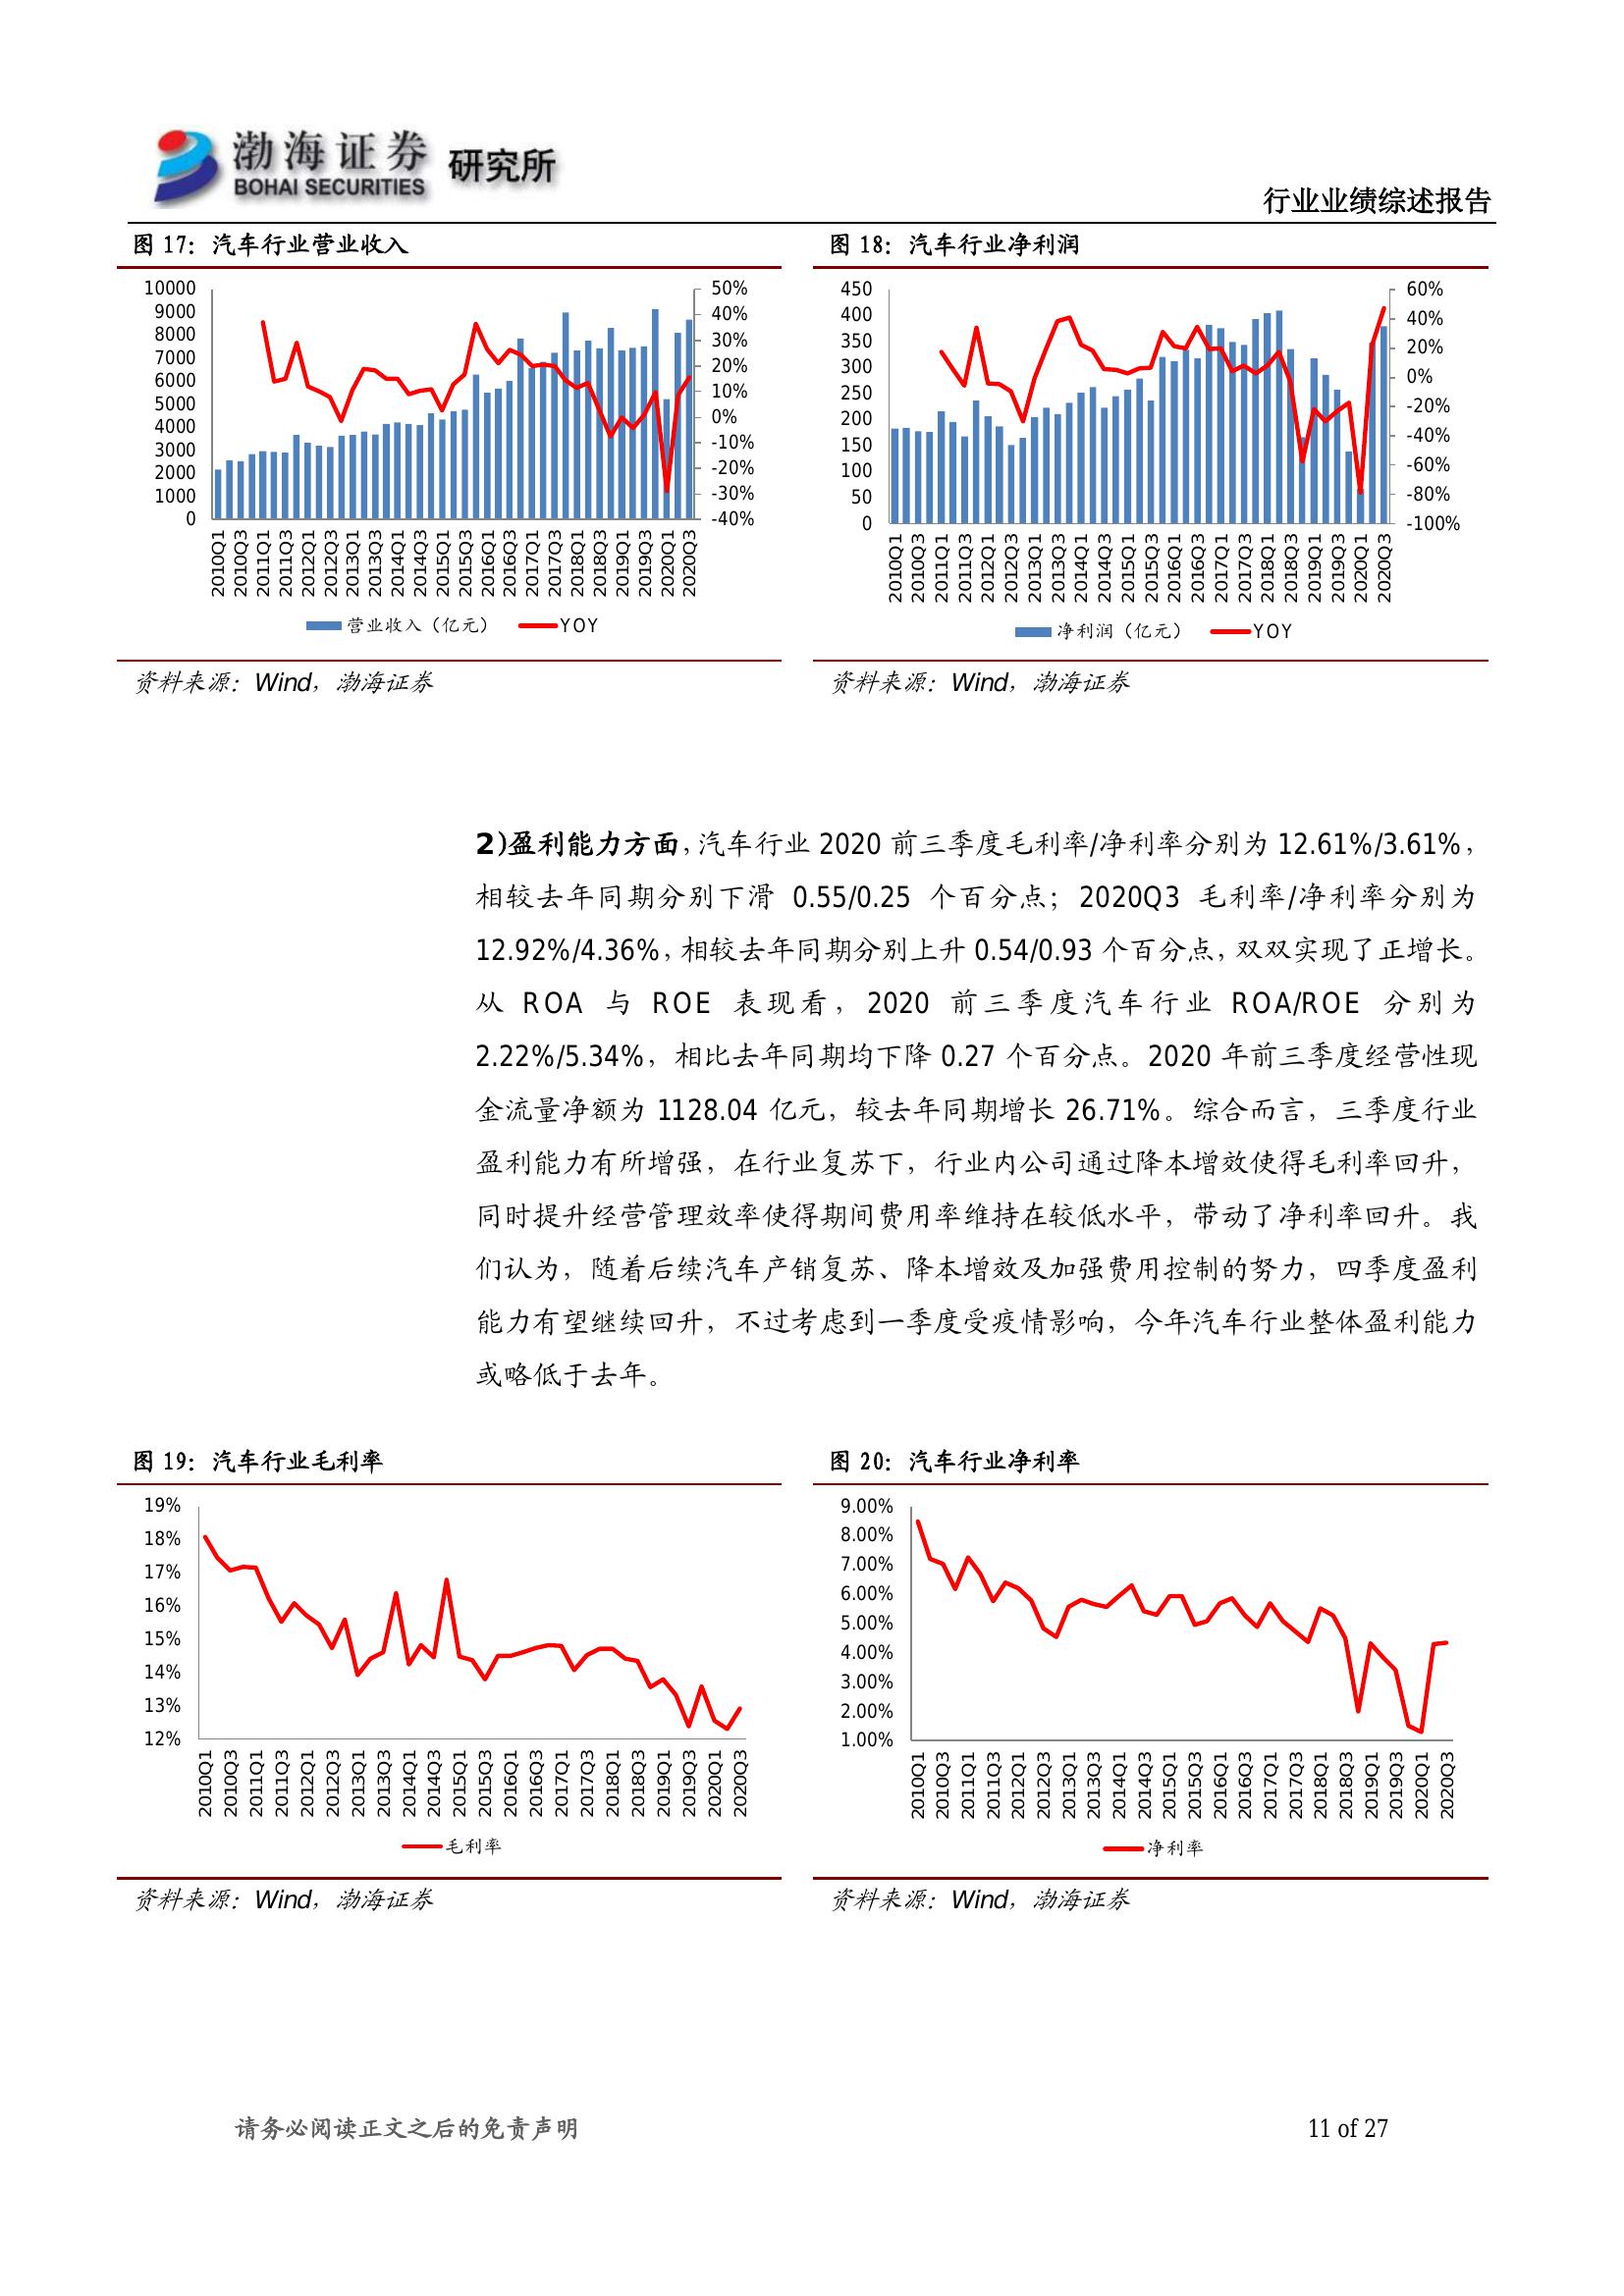 渤海证券 研究所
BOHAI SECURITIES
行业业绩综述报告
图 17：汽车行业营业收入
10000
9000
8000
7000
6000
5000
4000
3000
2000
1000
0
50%
40%
30%
20%
10%
0%
-10%
-20%
-30%
-40%
2010Q1
2010Q3
2011Q1
2011Q3
2012Q1
2012Q3
2013Q1
2013Q3
2014Q1
2014Q3
2015Q1
2015Q3
2016Q1
2016Q3
2017Q1
2017Q3
2018Q1
2018Q3
2019Q1
2019Q3
2020Q1
2020Q3
营业收入（亿元） YOY
资料来源：Wind，渤海证券
图 18：汽车行业净利润
450
400
350
300
250
200
150
100
50
0
60%
40%
20%
0%
-20%
-40%
-60%
-80%
-100%
2010Q1
2010Q3
2011Q1
2011Q3
2012Q1
2012Q3
2013Q1
2013Q3
2014Q1
2014Q3
2015Q1
2015Q3
2016Q1
2016Q3
2017Q1
2017Q3
2018Q1
2018Q3
2019Q1
2019Q3
2020Q1
2020Q3
净利润（亿元） YOY
资料来源：Wind，渤海证券
2)盈利能力方面，汽车行业 2020 前三季度毛利率/净利率分别为 12.61%/3.61%，
相较去年同期分别下滑 0.55/0.25 个百分点；2020Q3 毛利率/净利率分别为
12.92%/4.36%，相较去年同期分别上升 0.54/0.93 个百分点，双双实现了正增长。
从 ROA 与 ROE 表现看，2020 前三季度汽车行业 ROA/ROE 分别为
2.22%/5.34%，相比去年同期均下降 0.27 个百分点。2020 年前三季度经营性现
金流量净额为 1128.04 亿元，较去年同期增长 26.71%。综合而言，三季度行业
盈利能力有所增强，在行业复苏下，行业内公司通过降本增效使得毛利率回升，
同时提升经营管理效率使得期间费用率维持在较低水平，带动了净利率回升。我
们认为，随着后续汽车产销复苏、降本增效及加强费用控制的努力，四季度盈利
能力有望继续回升，不过考虑到一季度受疫情影响，今年汽车行业整体盈利能力
或略低于去年。
图 19：汽车行业毛利率
19%
18%
17%
16%
15%
14%
13%
12%
2010Q1
2010Q3
2011Q1
2011Q3
2012Q1
2012Q3
2013Q1
2013Q3
2014Q1
2014Q3
2015Q1
2015Q3
2016Q1
2016Q3
2017Q1
2017Q3
2018Q1
2018Q3
2019Q1
2019Q3
2020Q1
2020Q3
毛利率
资料来源：Wind，渤海证券
图 20：汽车行业净利率
9.00%
8.00%
7.00%
6.00%
5.00%
4.00%
3.00%
2.00%
1.00%
2010Q1
2010Q3
2011Q1
2011Q3
2012Q1
2012Q3
2013Q1
2013Q3
2014Q1
2014Q3
2015Q1
2015Q3
2016Q1
2016Q3
2017Q1
2017Q3
2018Q1
2018Q3
2019Q1
2019Q3
2020Q1
2020Q3
净利率
资料来源：Wind，渤海证券
请务必阅读正文之后的免责声明
11 of 27